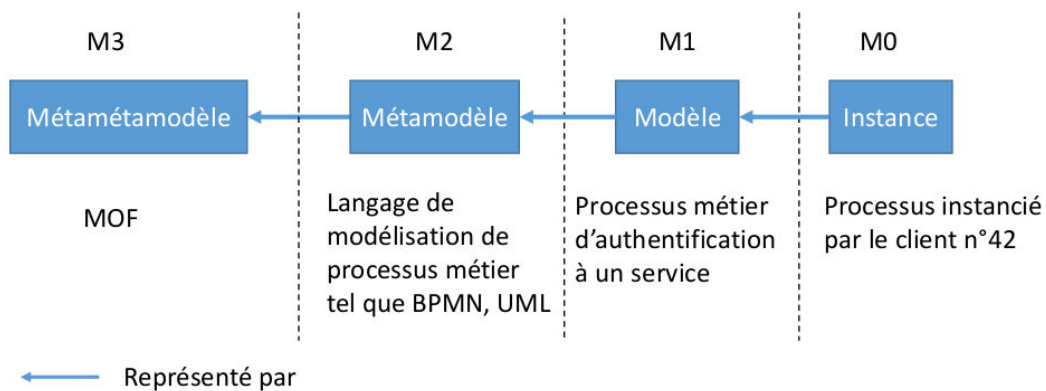 M3
M2
M1
M0
Métamétamodèle
Métamodèle
Modèle
Instance
MOF
Langage de
modélisation de
processus métier
tel que BPMN, UML
Processus métier
d’authentification
à un service
Processus instancié
par le client n°42
Représenté par